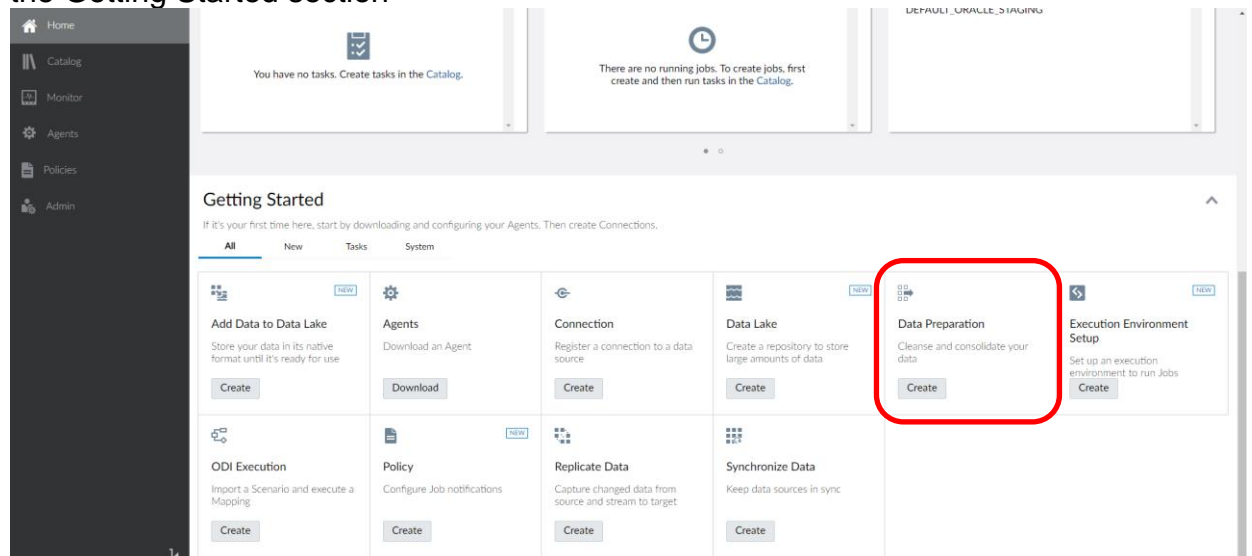 the Getting Started section
Home
Catalog
Monitor
Agents
Policies
Admin
You have no tasks. Create tasks in the Catalog.
There are no running jobs. To create jobs, first
create and then run tasks in the Catalog.
DEFAULT_ORACLE_STAGING
Getting Started
If it's your first time here, start by downloading and configuring your Agents. Then create Connections.
All New Tasks System
NEW
Add Data to Data Lake
Store your data in its native
format until it's ready for use
Create
Agents
Download an Agent
Download
Connection
Register a connection to a data
source
Create
NEW
Data Lake
Create a repository to store
large amounts of data
Create
Data Preparation
Cleanse and consolidate your
data
Create
NEW
Execution Environment
Setup
Set up an execution
environment to run Jobs
Create
ODI Execution
Import a Scenario and execute a
Mapping
Create
NEW
Policy
Configure Job notifications
Create
Replicate Data
Capture changed data from
source and stream to target
Create
Synchronize Data
Keep data sources in sync
Create